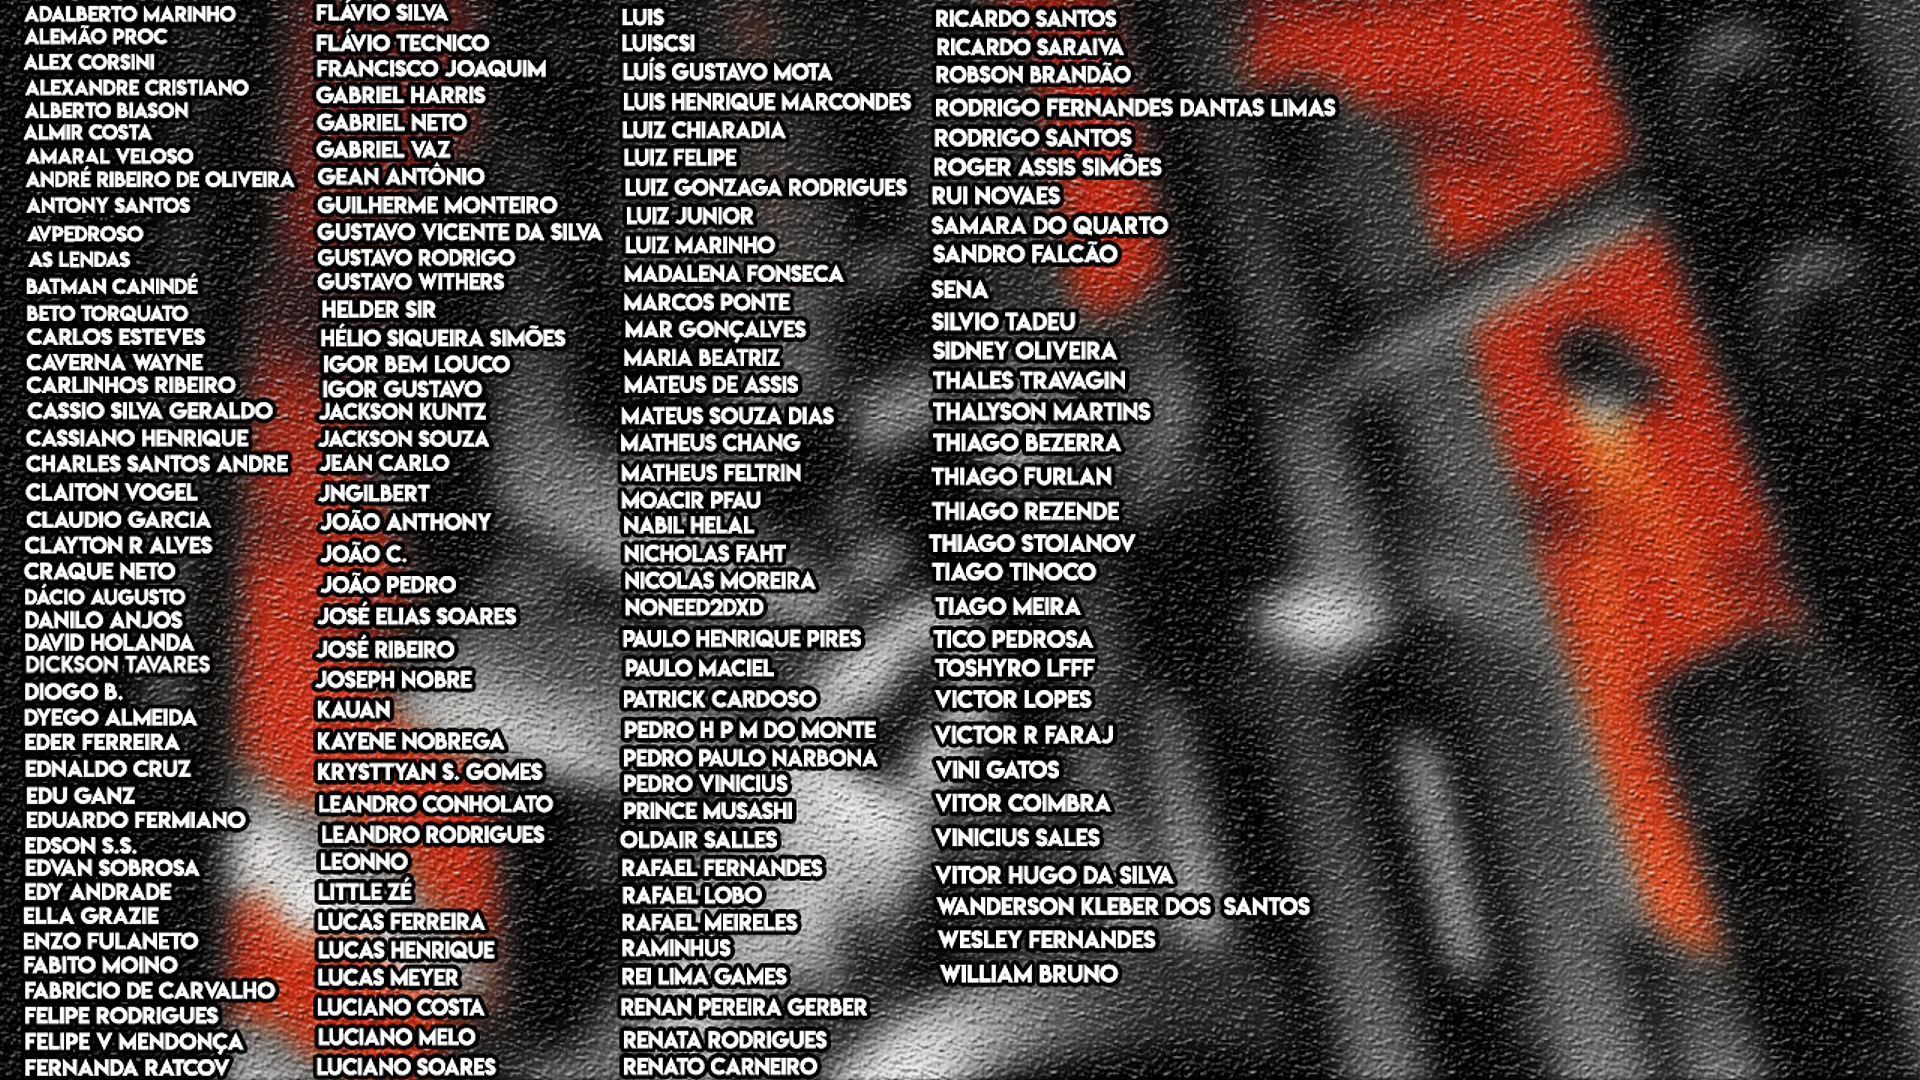 ADALBERTO MARINHO
ALEMÃO PROC
ALEX CORSINI
ALEXANDRE CRISTIANO
ALBERTO BIASON
ALMIR COSTA
AMARAL VELOSO
ANDRÉ RIBEIRO DE OLIVEIRA
ANTONY SANTOS
AVPEDROSO
AS LENDAS
BATMAN CANINDÉ
BETO TORQUATO
CARLOS ESTEVES
CAVERNA WAYNE
CARLINHOS RIBEIRO
CASSIO SILVA GERALDO
CASSIANO HENRIQUE
CHARLES SANTOS ANDRE
CLAITON VOGEL
CLAUDIO GARCIA
CLAYTON R ALVES
CRAQUE NETO
DÁCIO AUGUSTO
DANILO ANJOS
DAVID HOLANDA
DICKSON TAVARES
DIOGO B.
DYEGO ALMEIDA
EDER FERREIRA
EDNALDO CRUZ
EDU GANZ
EDUARDO FERMIANO
EDSON S.S.
EDVAN SOBROSA
EDY ANDRADE
ELLA GRAZIE
ENZO FULANETO
FABITO MOINO
FABRICIO DE CARVALHO
FELIPE RODRIGUES
FELIPE V MENDONÇA
FERNANDA RATCOV
FLÁVIO SILVA
FLÁVIO TECNICO
FRANCISCO JOAQUIM
GABRIEL HARRIS
GABRIEL NETO
GABRIEL VAZ
GEAN ANTÔNIO
GUILHERME MONTEIRO
GUSTAVO VICENTE DA SILVA
GUSTAVO RODRIGO
GUSTAVO WITHERS
HELDER SIR
HÉLIO SIQUEIRA SIMÕES
IGOR BEM LOUCO
IGOR GUSTAVO
JACKSON KUNTZ
JACKSON SOUZA
JEAN CARLO
JNGILBERT
JOÃO ANTHONY
JOÃO C.
JOÃO PEDRO
JOSÉ ELIAS SOARES
JOSÉ RIBEIRO
JOSEPH NOBRE
KAUAN
KAYENE NOBREGA
KRYSTTYAN S. GOMES
LEANDRO CONHOLATO
LEANDRO RODRIGUES
LEONNO
LITTLE ZÉ
LUCAS FERREIRA
LUCAS HENRIQUE
LUCAS MEYER
LUCIANO COSTA
LUCIANO MELO
LUCIANO SOARES
LUIS
LUISCSI
LUÍS GUSTAVO MOTA
LUIS HENRIQUE MARCONDES
LUIZ CHIARADIA
LUIZ FELIPE
LUIZ GONZAGA RODRIGUES
LUIZ JUNIOR
LUIZ MARINHO
MADALENA FONSECA
MARCOS PONTE
MAR GONÇALVES
MARIA BEATRIZ
MATEUS DE ASSIS
MATEUS SOUZA DIAS
MATHEUS CHANG
MATHEUS FELTRIN
MOACIR PFAU
NABIL HELAL
NICHOLAS FAHT
NICOLAS MOREIRA
NONEED2DXD
PAULO HENRIQUE PIRES
PAULO MACIEL
PATRICK CARDOSO
PEDRO H P M DO MONTE
PEDRO PAULO NARBONA
PEDRO VINICIUS
PRINCE MUSASHI
OLDAIR SALLES
RAFAEL FERNANDES
RAFAEL LOBO
RAFAEL MEIRELES
RAMINHUS
REI LIMA GAMES
RENAN PEREIRA GERBER
RENATA RODRIGUES
RENATO CARNEIRO
RICARDO SANTOS
RICARDO SARAIVA
ROBSON BRANDÃO
RODRIGO FERNANDES DANTAS LIMAS
RODRIGO SANTOS
ROGER ASSIS SIMÕES
RUI NOVAES
SAMARA DO QUARTO
SANDRO FALCÃO
SENA
SILVIO TADEU
SIDNEY OLIVEIRA
THALES TRAVAGIN
THALYSON MARTINS
THIAGO BEZERRA
THIAGO FURLAN
THIAGO REZENDE
THIAGO STOIANOV
TIAGO TINOCO
TIAGO MEIRA
TICO PEDROSA
TOSHYRO LFFF
VICTOR LOPES
VICTOR R FARAJ
VINI GATOS
VITOR COIMBRA
VINICIUS SALES
VITOR HUGO DA SILVA
WANDERSON KLEBER DOS SANTOS
WESLEY FERNANDES
WILLIAM BRUNO